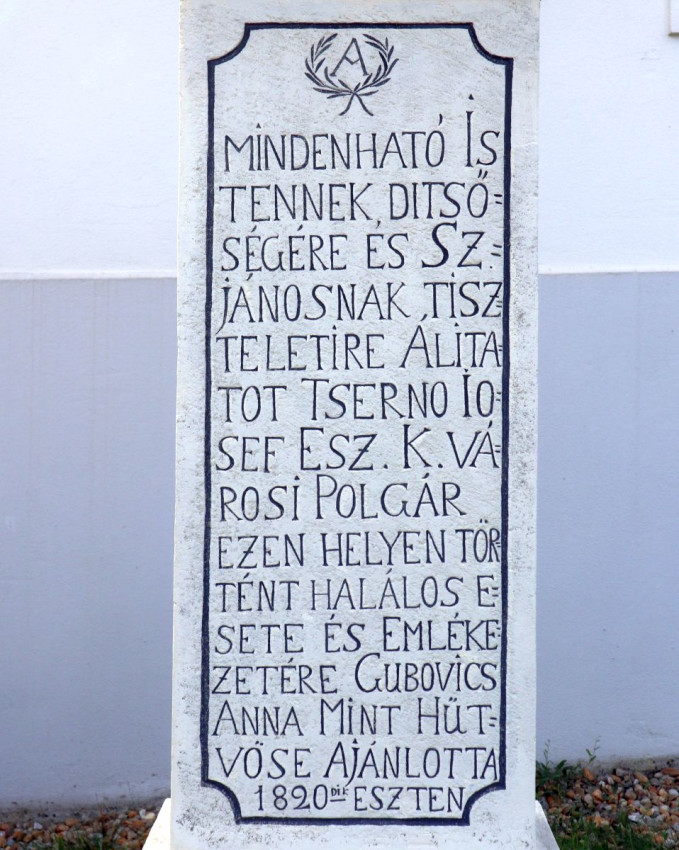 A
MINDENHATÓ IS
TENNEK, DITSŐ=
SÉGÉRE ÉS SZ.=
JÁNOSNAK, TISZ=
TELETIRE ÁLITA=
TOT TSERNO IO=
SEF ESZ. K. VÁ=
ROSI POLGÁR
EZEN HELYEN TÖR=
TÉNT HALÁLOS E=
SETE ÉS EMLÉKE=
ZETÉRE GUBOVICS
ANNA MINT HŰT=
VÖSE AJÁNLOTTA
1820DIK ESZTEN